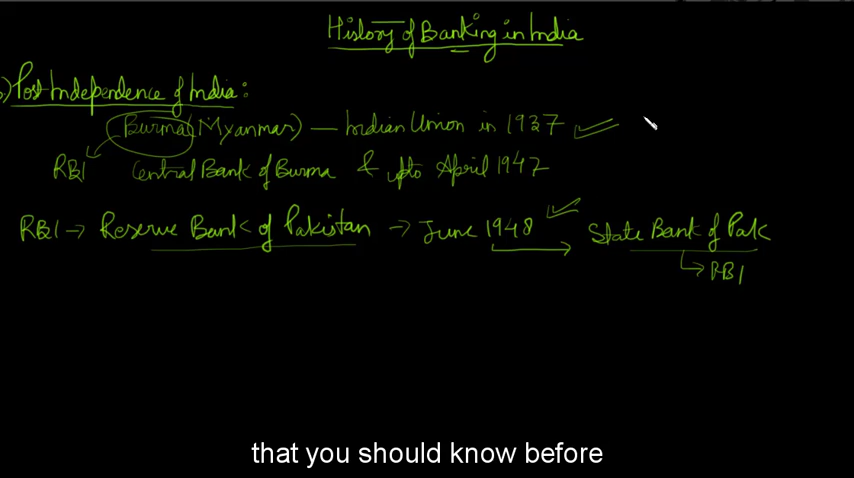 History of Banking in India
.) Post Independence of India:
Burma (Myanmar) — Indian Union in 1937
RBI Central Bank of Burma & upto April 1947
RBI → Reserve Bank of Pakistan → June 1948 → State Bank of Pak
→ RBI
that you should know before